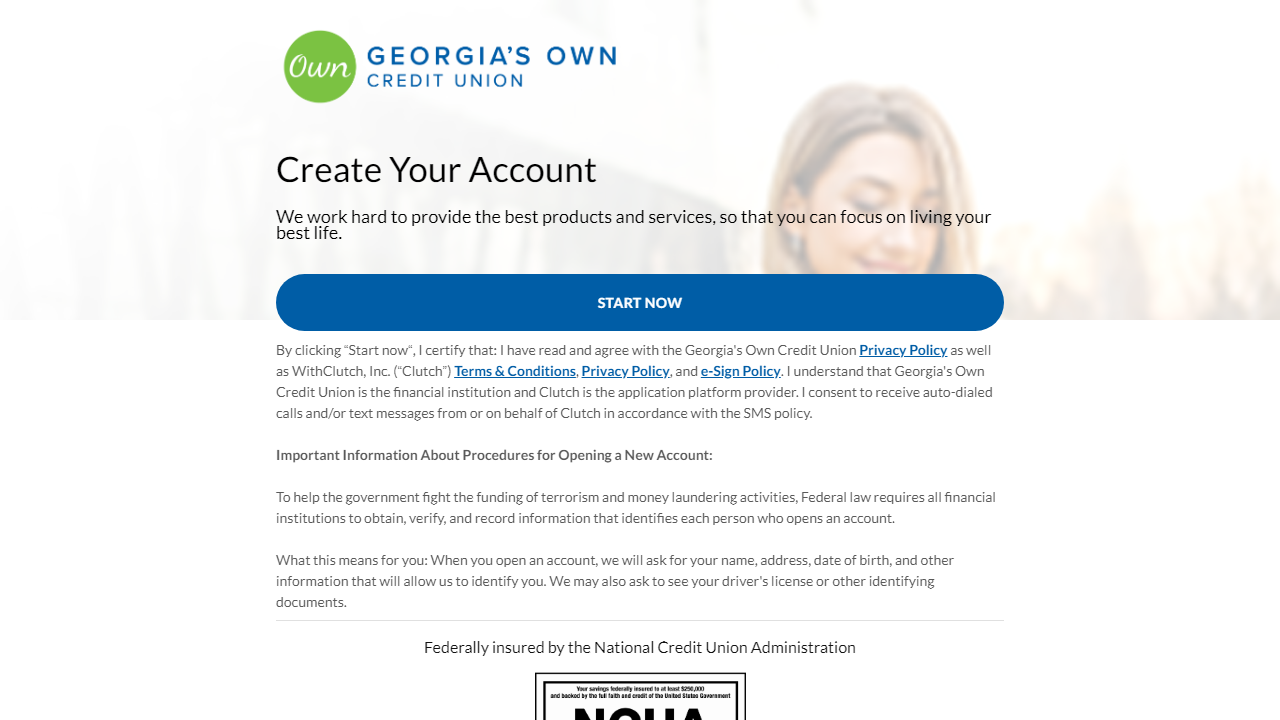 Own GEORGIA'S OWN
CREDIT UNION
Create Your Account
We work hard to provide the best products and services, so that you can focus on living your
best life.
START NOW
By clicking “Start now“, I certify that: I have read and agree with the Georgia's Own Credit Union Privacy Policy as well
as WithClutch, Inc. (“Clutch”) Terms & Conditions, Privacy Policy, and e-Sign Policy. I understand that Georgia's Own
Credit Union is the financial institution and Clutch is the application platform provider. I consent to receive auto-dialed
calls and/or text messages from or on behalf of Clutch in accordance with the SMS policy.
Important Information About Procedures for Opening a New Account:
To help the government fight the funding of terrorism and money laundering activities, Federal law requires all financial
institutions to obtain, verify, and record information that identifies each person who opens an account.
What this means for you: When you open an account, we will ask for your name, address, date of birth, and other
information that will allow us to identify you. We may also ask to see your driver's license or other identifying
documents.
Federally insured by the National Credit Union Administration
Your savings federally insured to at least $250,000
and backed by the full faith and credit of the United States Government
NCUA